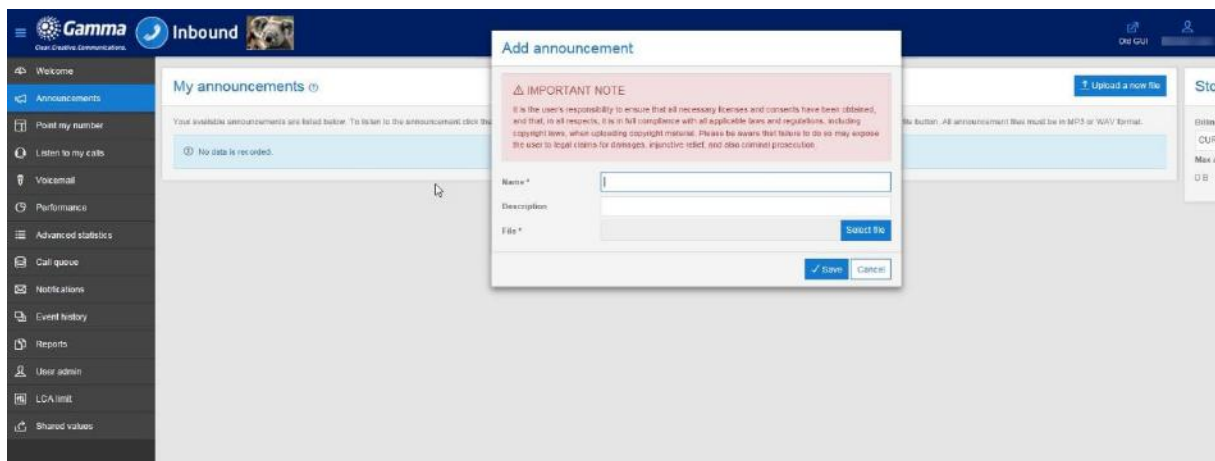 Gamma
Clear. Creative. Communications.
Inbound
Old GUI
Welcome
Announcements
Point my number
Listen to my calls
Voicemail
Performance
Advanced statistics
Call queue
Notifications
Event history
Reports
User admin
LCA limit
Shared values
My announcements
Upload a new file
Your available announcements are listed below. To listen to the announcement click the
file button. All announcement files must be in MP3 or WAV format.
No data is recorded.
Add announcement
IMPORTANT NOTE
It is the user's responsibility to ensure that all necessary licenses and consents have been obtained,
and that, in all respects, it is in full compliance with all applicable laws and regulations, including
copyright laws, when uploading copyright material. Please be aware that failure to do so may expose
the user to legal claims for damages, injunctive relief, and also criminal prosecution.
Name *
Description
File *
Select file
Save
Cancel
Sto
CUR
Max
0 B